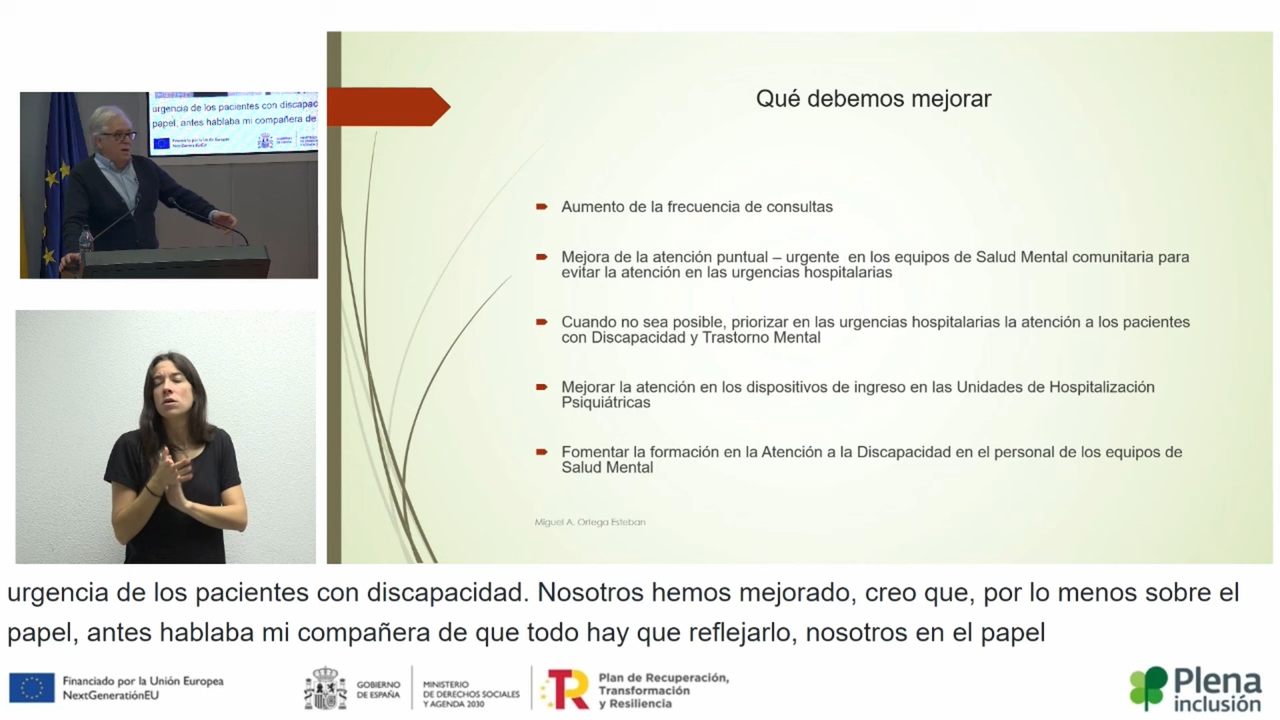 urgencia de los pacientes con discapac
papel, antes hablaba mi compañera de
Financiado por la Unión Europea
NextGenerationEU
Qué debemos mejorar
Aumento de la frecuencia de consultas
Mejora de la atención puntual – urgente en los equipos de Salud Mental comunitaria para
evitar la atención en las urgencias hospitalarias
Cuando no sea posible, priorizar en las urgencias hospitalarias la atención a los pacientes
con Discapacidad y Trastorno Mental
Mejorar la atención en los dispositivos de ingreso en las Unidades de Hospitalización
Psiquiátricas
Fomentar la formación en la Atención a la Discapacidad en el personal de los equipos de
Salud Mental
Miguel A. Ortega Esteban
urgencia de los pacientes con discapacidad. Nosotros hemos mejorado, creo que, por lo menos sobre el
papel, antes hablaba mi compañera de que todo hay que reflejarlo, nosotros en el papel
Financiado por la Unión Europea
NextGenerationEU
GOBIERNO
DE ESPAÑA
MINISTERIO
DE DERECHOS SOCIALES
Y AGENDA 2030
Plan de Recuperación,
Transformación
y Resiliencia
Plena
inclusión